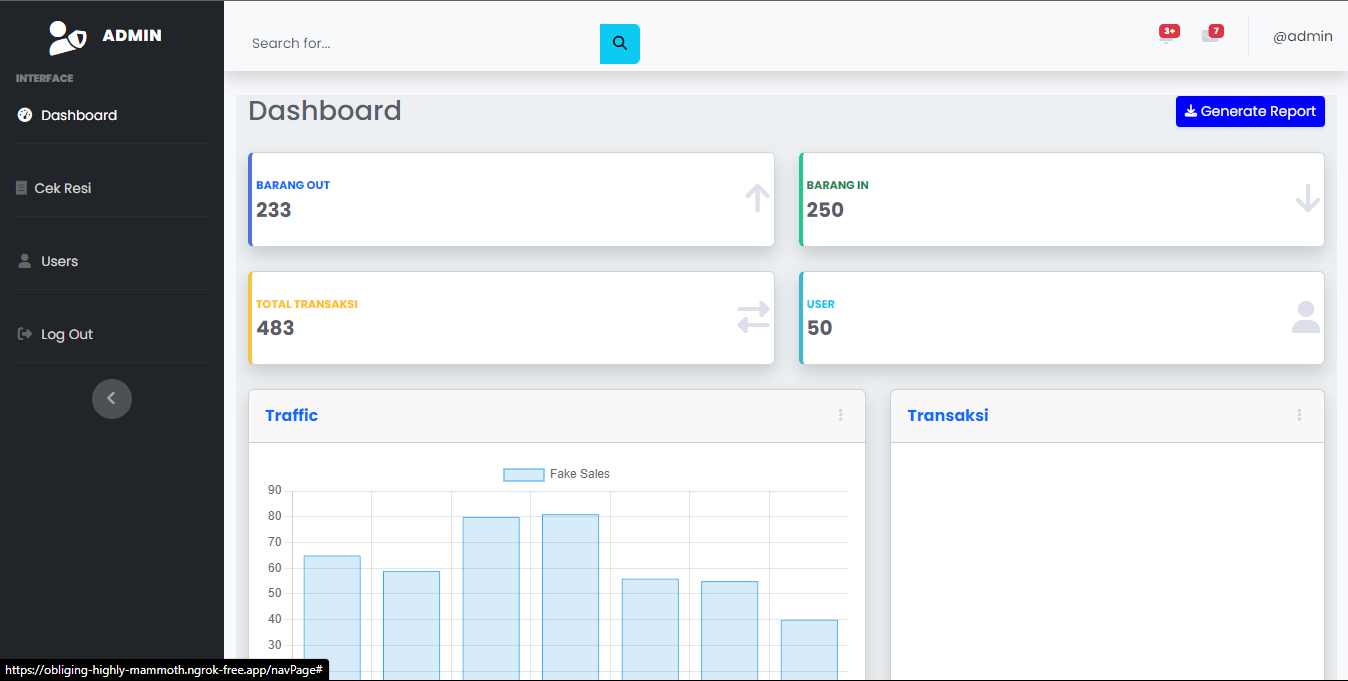 ADMIN
INTERFACE
Dashboard
Cek Resi
Users
Log Out
Search for...
3+
7
@admin
Dashboard
Generate Report
BARANG OUT
233
BARANG IN
250
TOTAL TRANSAKSI
483
USER
50
Traffic
Transaksi
Fake Sales
90
80
70
60
50
40
30
https://obliging-highly-mammoth.ngrok-free.app/navPage#